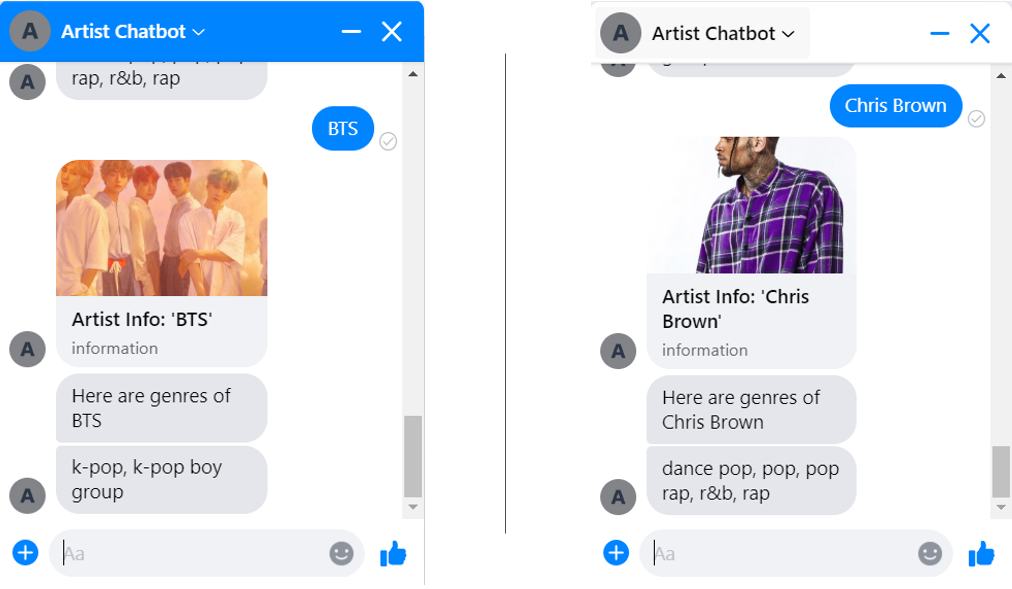 A Artist Chatbot
A
rap, r&b, rap
BTS
Artist Info: 'BTS'
A
information
Here are genres of
BTS
k-pop, k-pop boy
group
A
Aa
A Artist Chatbot
Chris Brown
Artist Info: 'Chris
Brown'
information
A
Here are genres of
Chris Brown
dance pop, pop, pop
rap, r&b, rap
A
Aa